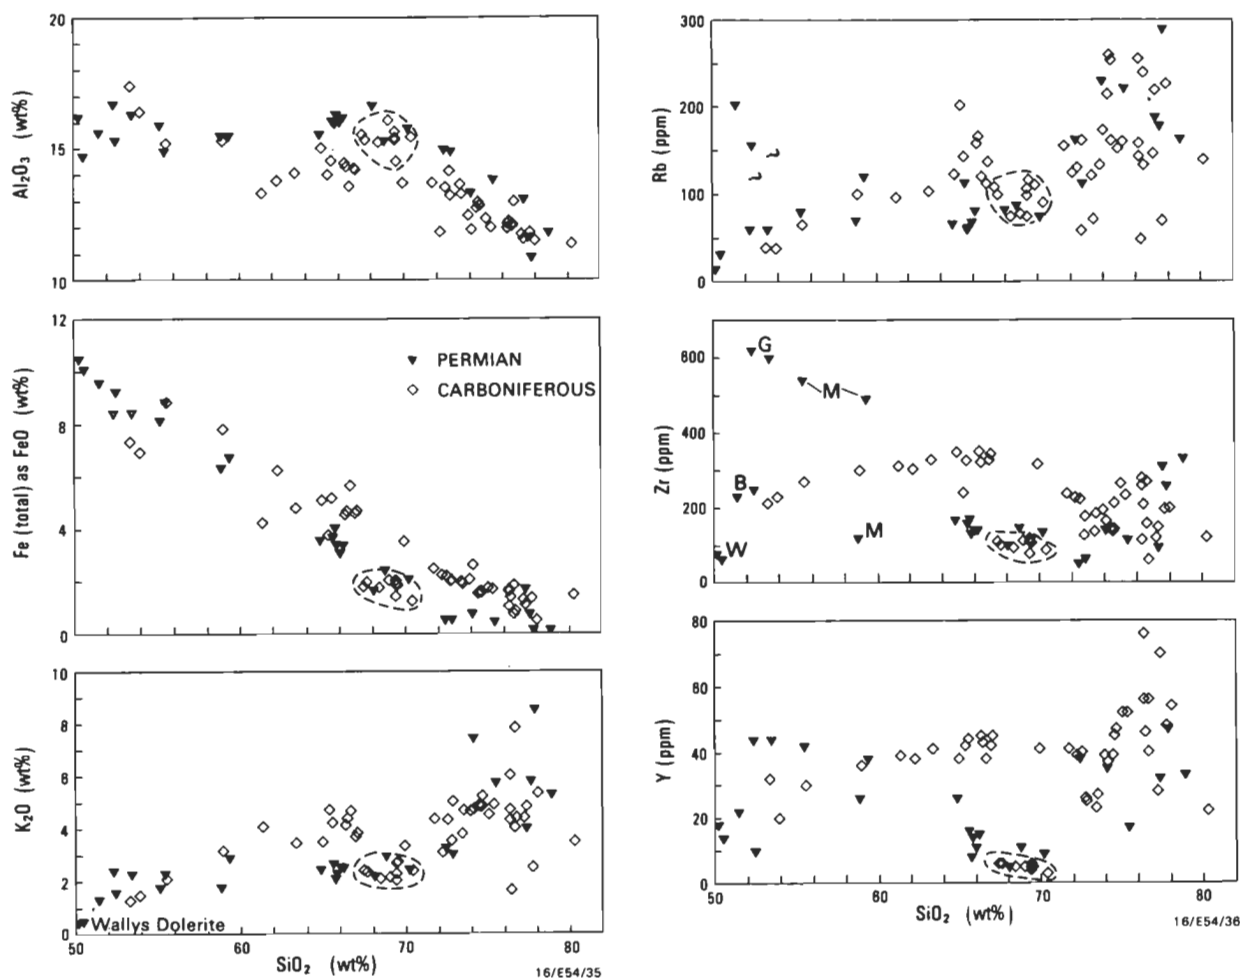 20
15
10
Al₂O₃ (wt%)
12
8
4
0
Fe (total) as FeO (wt%)
PERMIAN
CARBONIFEROUS
10
8
6
4
2
0
K₂O (wt%)
Wallys Dolerite
50
60
70
80
SiO₂ (wt%)
16/E54/35
300
200
100
0
Rb (ppm)
600
400
200
0
Zr (ppm)
G
M
B
M
W
80
60
40
20
0
Y (ppm)
50
60
70
80
SiO₂ (wt%)
16/E54/36